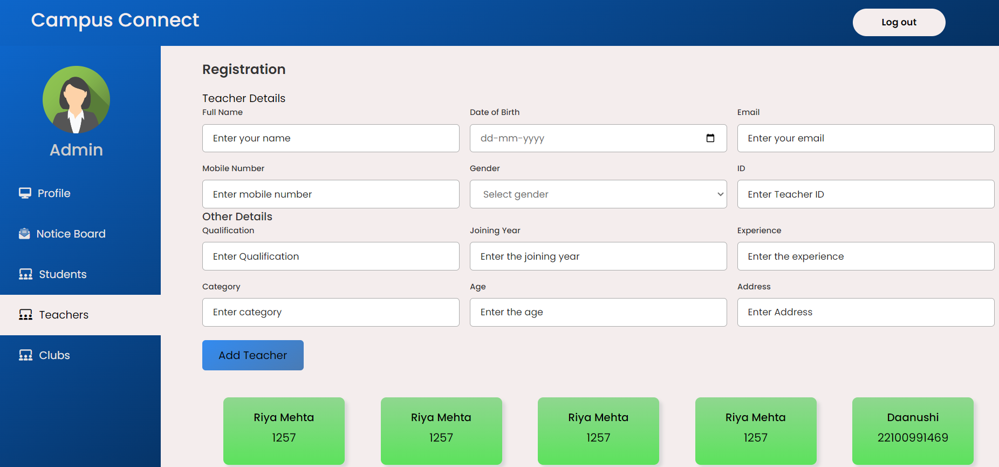 Campus Connect
Log out
Admin
Profile
Notice Board
Students
Teachers
Clubs
Registration
Teacher Details
Full Name
Date of Birth
Email
Enter your name
dd-mm-yyyy
Enter your email
Mobile Number
Gender
ID
Enter mobile number
Select gender
Enter Teacher ID
Other Details
Qualification
Joining Year
Experience
Enter Qualification
Enter the joining year
Enter the experience
Category
Age
Address
Enter category
Enter the age
Enter Address
Add Teacher
Riya Mehta
1257
Riya Mehta
1257
Riya Mehta
1257
Riya Mehta
1257
Daanushi
22100991469